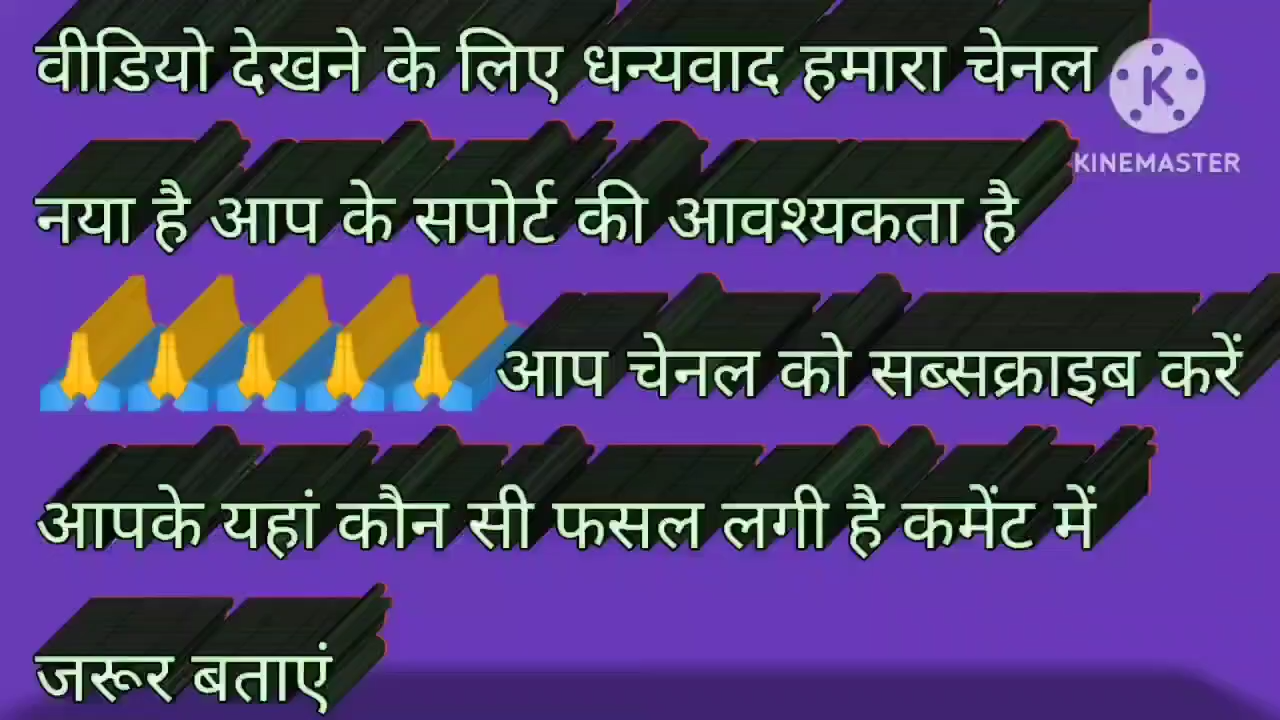 वीडियो देखने के लिए धन्यवाद हमारा चेनल
KINEMASTER
नया है आप के सपोर्ट की आवश्यकता है
🙏🙏🙏🙏🙏आप चेनल को सब्सक्राइब करें
आपके यहां कौन सी फसल लगी है कमेंट में
जरूर बताएं